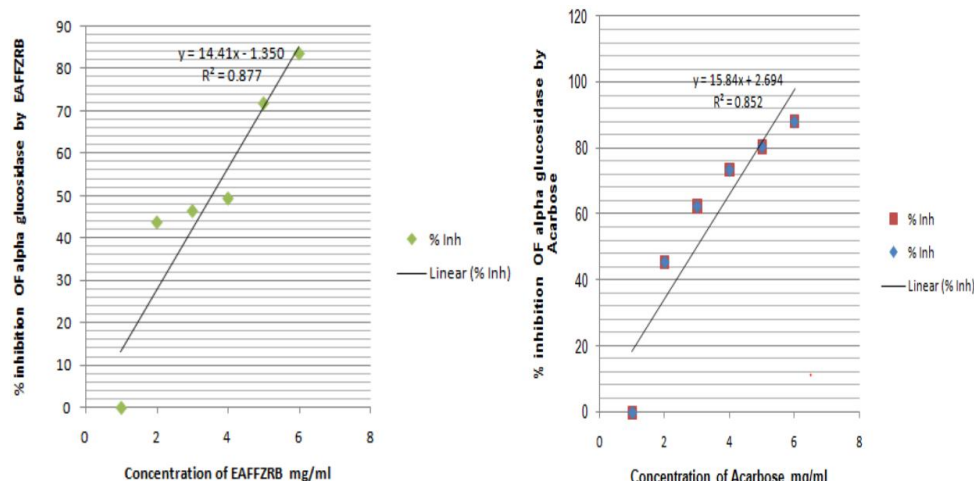 % inhibition OF alpha glucosidase by EAFFZRB
90
80
70
60
50
40
30
20
10
0
0
2
4
6
8
y = 14.41x - 1.350
R² = 0.877
% Inh
Linear (% Inh)
Concentration of EAFFZRB mg/ml
% inhibition OF alpha glucosidase by
Acarbose
120
100
80
60
40
20
0
0
2
4
6
8
y = 15.84x + 2.694
R² = 0.852
% Inh
% Inh
Linear (% Inh)
Concentration of Acarbose mg/ml